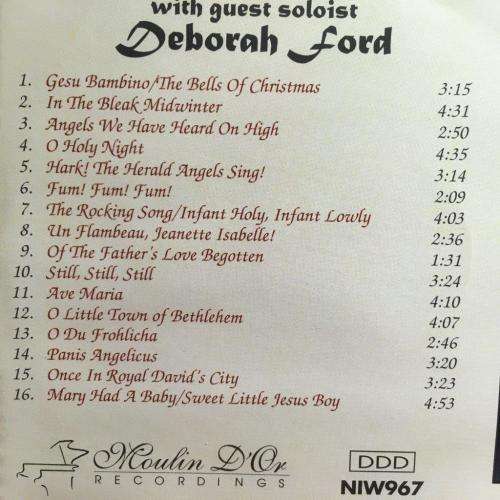 with guest soloist
Deborah Ford
1. Gesu Bambino/The Bells Of Christmas 3:15
2. In The Bleak Midwinter 4:31
3. Angels We Have Heard On High 2:50
4. O Holy Night 4:35
5. Hark! The Herald Angels Sing! 3:14
6. Fum! Fum! Fum! 2:09
7. The Rocking Song/Infant Holy, Infant Lowly 4:03
8. Un Flambeau, Jeanette Isabelle! 2:36
9. Of The Father's Love Begotten 1:31
10. Still, Still, Still 3:24
11. Ave Maria 4:10
12. O Little Town of Bethlehem 4:07
13. O Du Frohlicha 2:46
14. Panis Angelicus 3:20
15. Once In Royal David's City 3:23
16. Mary Had A Baby/Sweet Little Jesus Boy 4:53
Moulin D'Or
RECORDINGS
DDD
NIW967